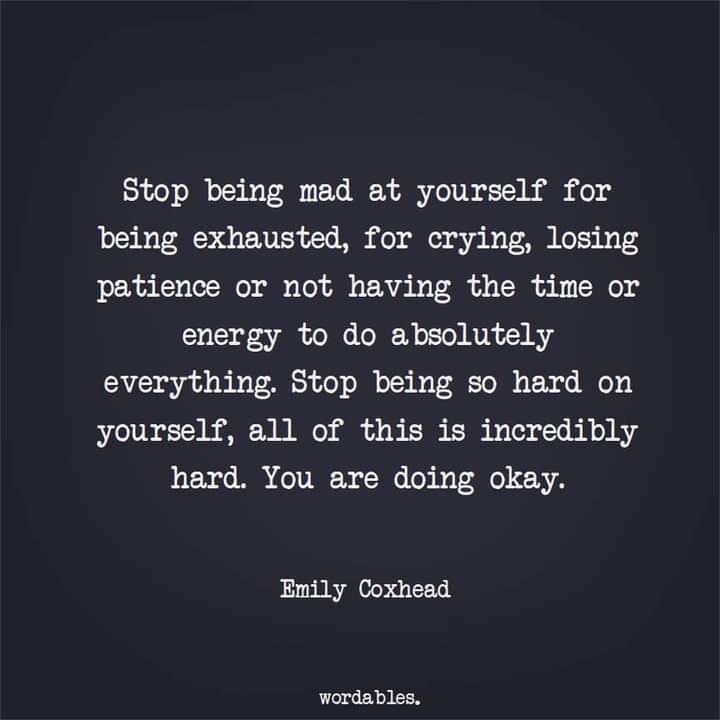 Stop being mad at yourself for
being exhausted, for crying, losing
patience or not having the time or
energy to do absolutely
everything. Stop being so hard on
yourself, all of this is incredibly
hard. You are doing okay.
Emily Coxhead
wordables.